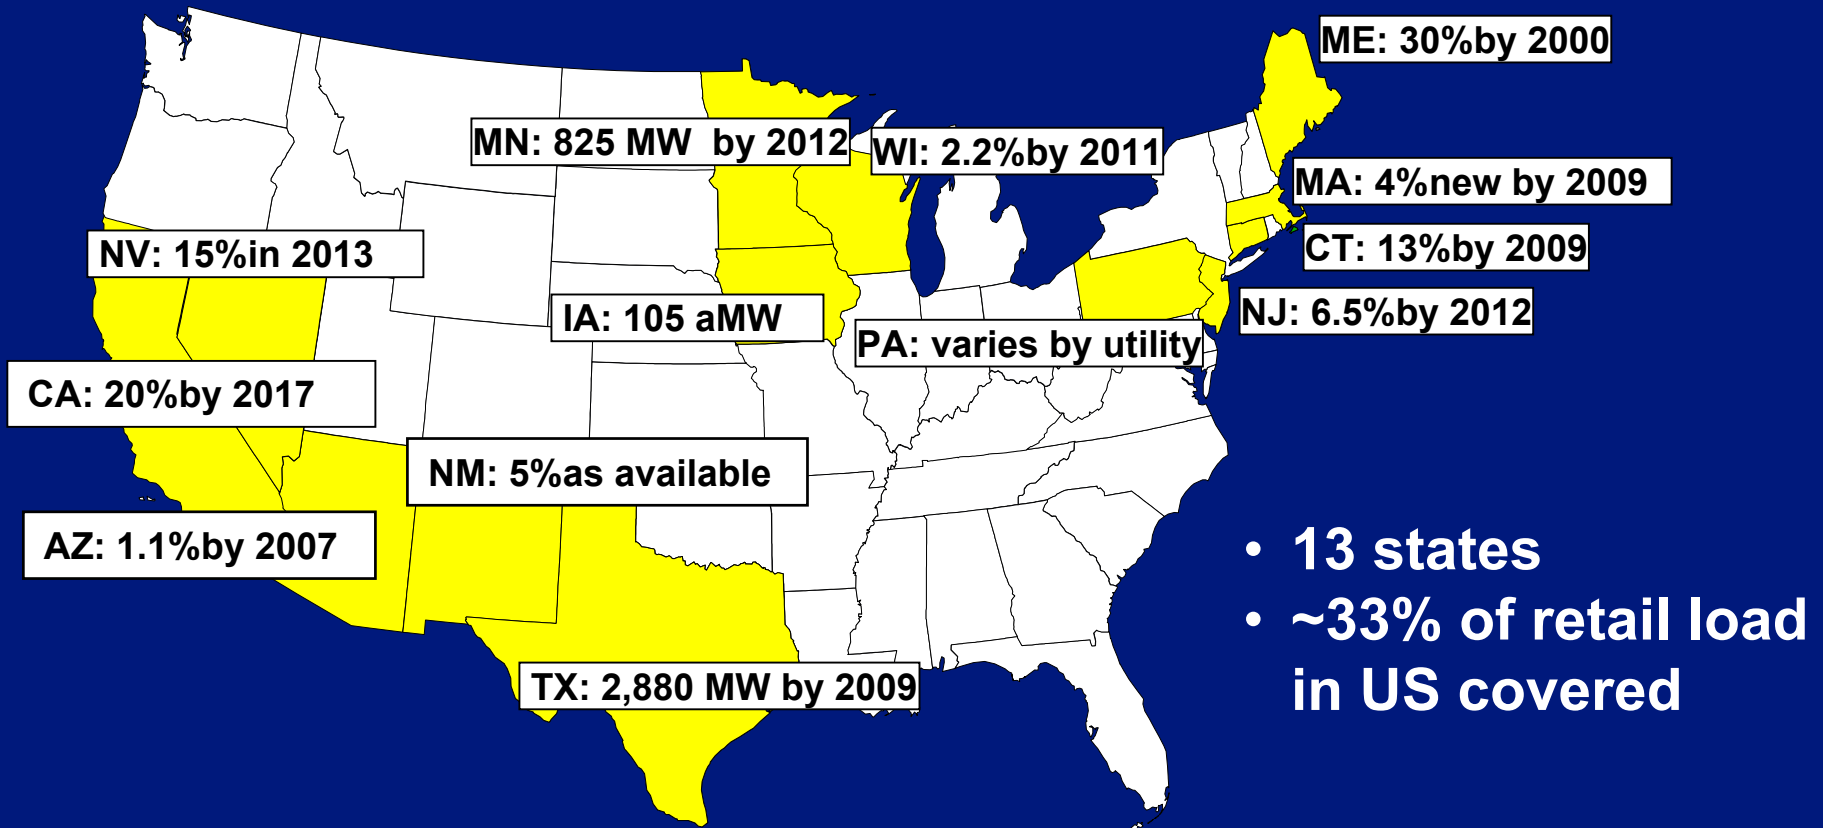 ME: 30%by 2000
MN: 825 MW  by 2012
WI: 2.2%by 2011
MA: 4%new by 2009
NV: 15%in 2013
CT: 13%by 2009
IA: 105 aMW
NJ: 6.5%by 2012
PA: varies by utility
CA: 20%by 2017
NM: 5%as available
AZ: 1.1%by 2007
TX: 2,880 MW by 2009
• 13 states
• ~33% of retail load
in US covered